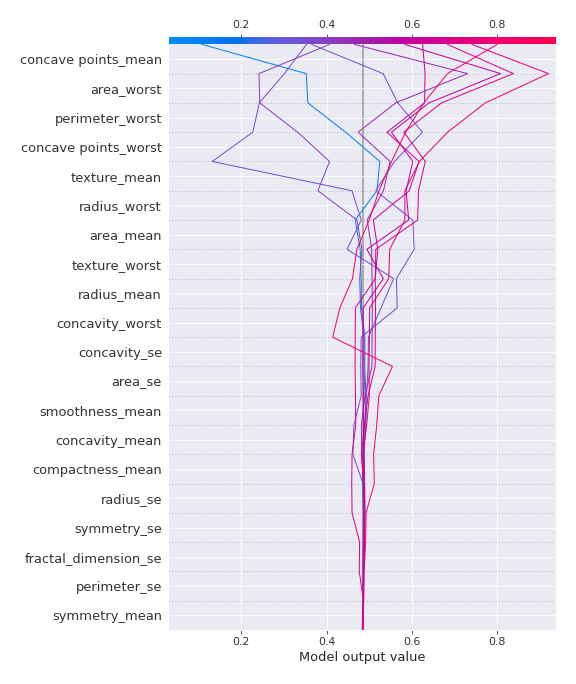 0.2 0.4 0.6 0.8
concave points_mean
area_worst
perimeter_worst
concave points_worst
texture_mean
radius_worst
area_mean
texture_worst
radius_mean
concavity_worst
concavity_se
area_se
smoothness_mean
concavity_mean
compactness_mean
radius_se
symmetry_se
fractal_dimension_se
perimeter_se
symmetry_mean
0.2 0.4 0.6 0.8
Model output value